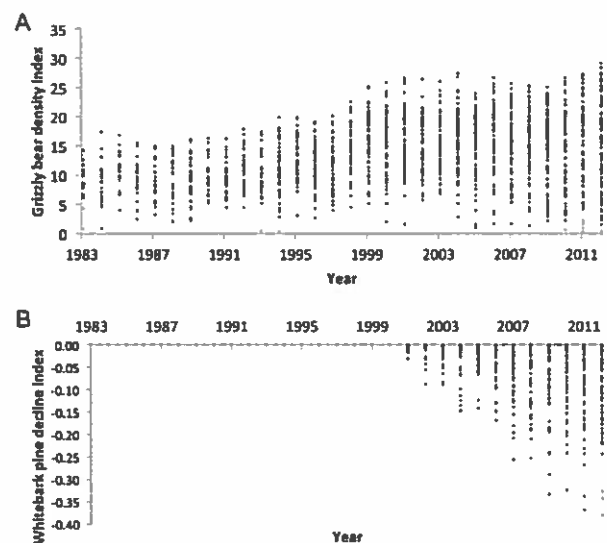 A
Grizzly bear density index
35
30
25
20
15
10
5
0
1983 1987 1991 1995 1999 2003 2007 2011
Year
B
1983 1987 1991 1995 1999 2003 2007 2011
Whitebark pine decline index
0.00
-0.05
-0.10
-0.15
-0.20
-0.25
-0.30
-0.35
-0.40
Year